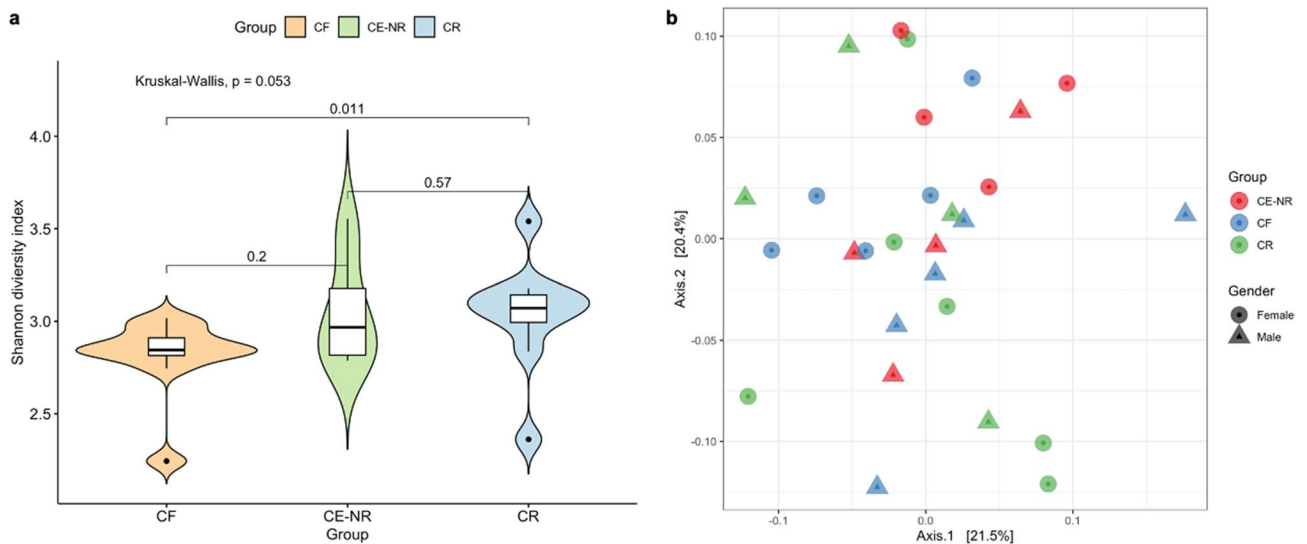 a
Group CF CE-NR CR
Kruskal-Wallis, p = 0.053
0.011
0.57
0.2
Shannon diviersity index
4.0
3.5
3.0
2.5
CF CE-NR CR
Group
b
Axis.2 [20.4%]
0.10
0.05
0.00
-0.05
-0.10
-0.1 0.0 0.1
Axis.1 [21.5%]
Group
CE-NR
CF
CR
Gender
Female
Male